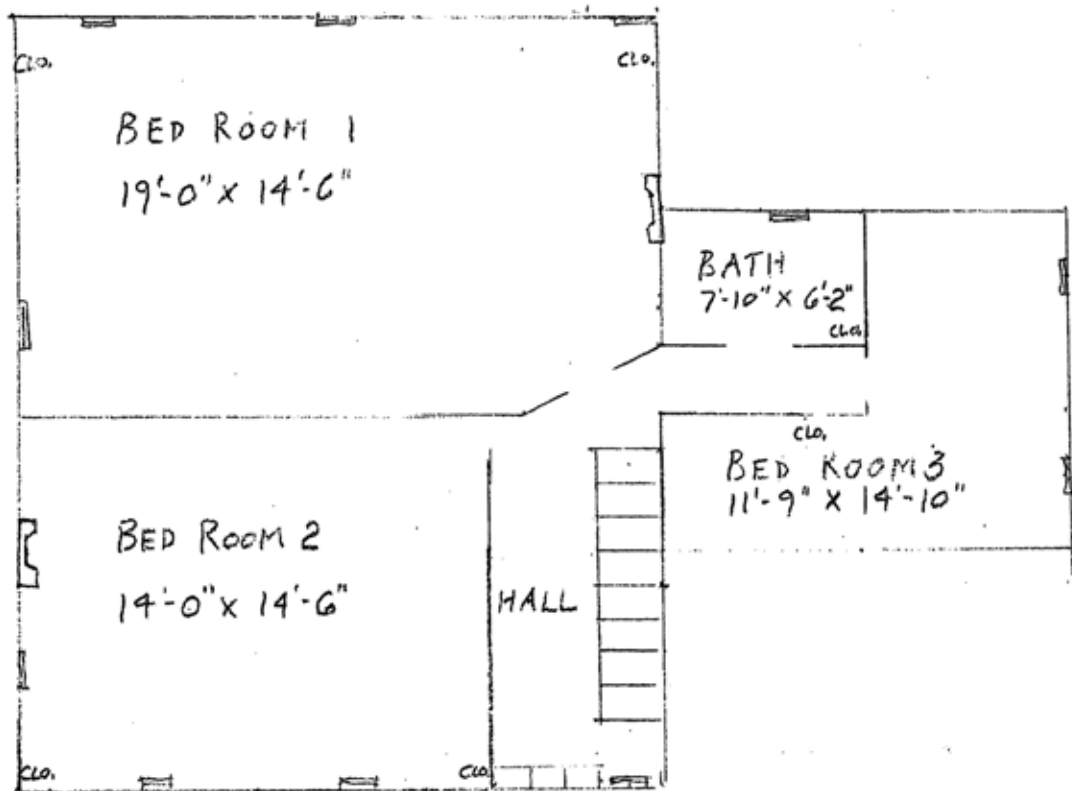 CLO.
CLO.
BED ROOM 1
19'-0" X 14'-6"
BATH
7'-10" X 6'-2"
CLO.
CLO.
BED ROOM 3
11'-9" X 14'-10"
BED ROOM 2
14'-0" X 14'-6"
HALL
CLO.
CLO.